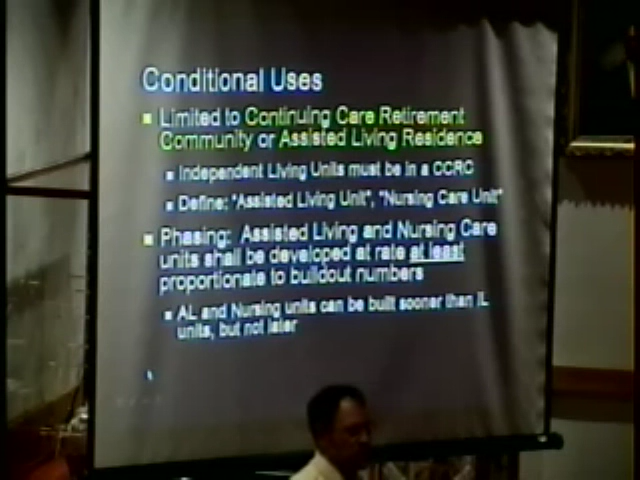 Conditional Uses
Limited to Continuing Care Retirement
Community or Assisted Living Residence
Independent Living Units must be in a CCRC
Define: "Assisted Living Unit", "Nursing Care Unit"
Phasing: Assisted Living and Nursing Care
units shall be developed at rate at least
proportionate to buildout numbers
AL and Nursing units can be built sooner than IL
units, but not later